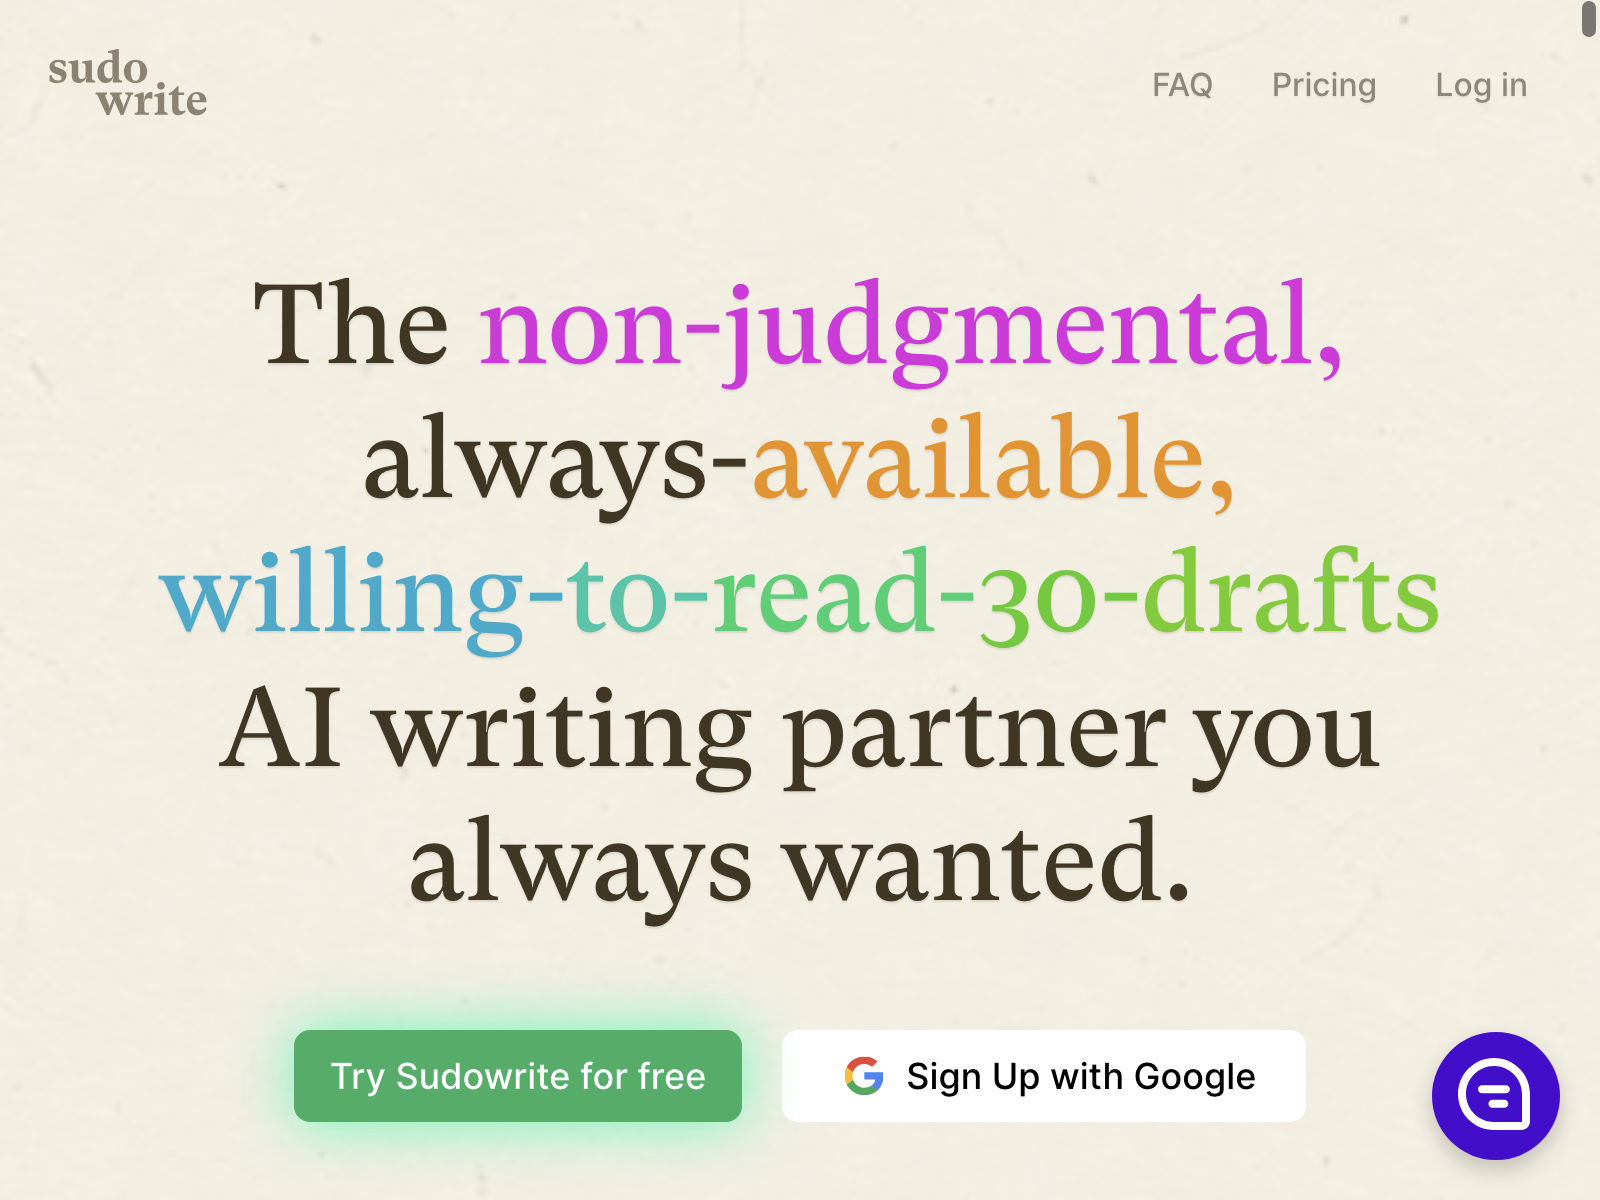 sudo
write
FAQ
Pricing
Log in
The non-judgmental,
always-available,
willing-to-read-30-drafts
AI writing partner you
always wanted.
Try Sudowrite for free
Sign Up with Google